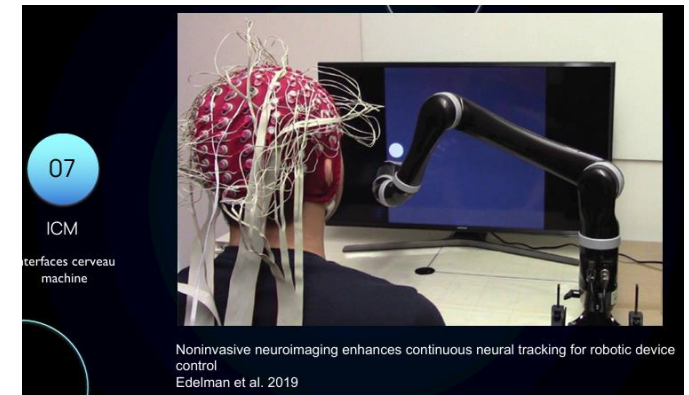 07
ICM
nterfaces cerveau
machine
Noninvasive neuroimaging enhances continuous neural tracking for robotic device
control
Edelman et al. 2019